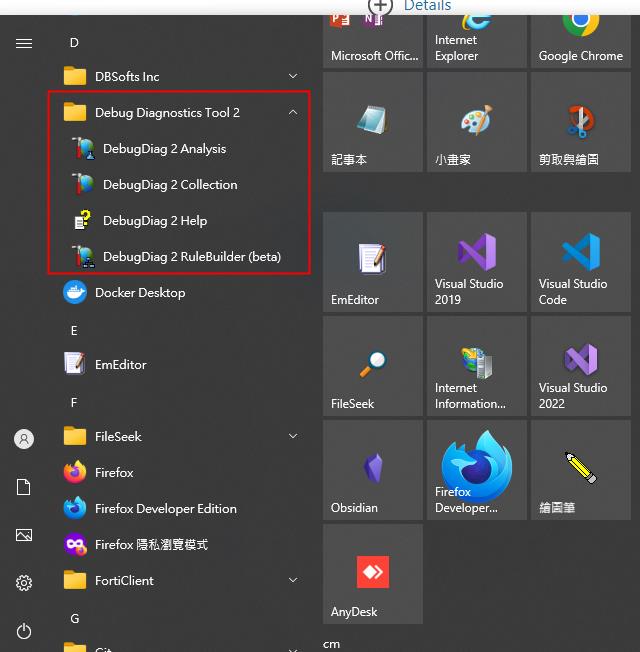 Details
D
DBSofts Inc
Debug Diagnostics Tool 2
DebugDiag 2 Analysis
DebugDiag 2 Collection
DebugDiag 2 Help
DebugDiag 2 RuleBuilder (beta)
Docker Desktop
E
EmEditor
F
FileSeek
Firefox
Firefox Developer Edition
Firefox 隱私瀏覽模式
FortiClient
G
Git
Microsoft Offic...
Internet
Explorer
Google Chrome
記事本
小畫家
剪取與繪圖
EmEditor
Visual Studio
2019
Visual Studio
Code
FileSeek
Internet
Information...
Visual Studio
2022
Obsidian
Firefox
Developer...
繪圖筆
AnyDesk
cm